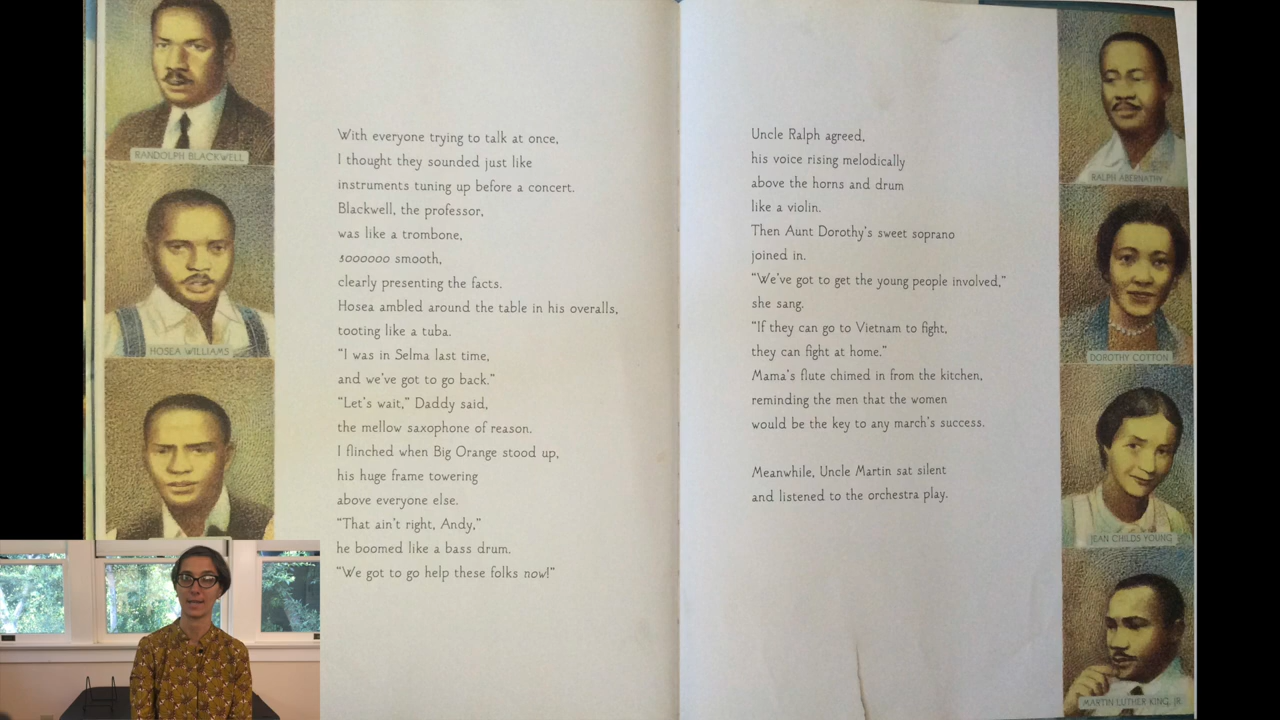 RANDOLPH BLACKWELL
HOSEA WILLIAMS
With everyone trying to talk at once,
I thought they sounded just like
instruments tuning up before a concert.
Blackwell, the professor,
was like a trombone,
sooooooo smooth,
clearly presenting the facts.
Hosea ambled around the table in his overalls,
tooting like a tuba.
"I was in Selma last time,
and we've got to go back."
"Let's wait," Daddy said,
the mellow saxophone of reason.
I flinched when Big Orange stood up,
his huge frame towering
above everyone else.
"That ain't right, Andy,"
he boomed like a bass drum.
"We got to go help these folks now!"
Uncle Ralph agreed,
his voice rising melodically
above the horns and drum
like a violin.
Then Aunt Dorothy's sweet soprano
joined in.
"We've got to get the young people involved,"
she sang.
"If they can go to Vietnam to fight,
they can fight at home."
Mama's flute chimed in from the kitchen,
reminding the men that the women
would be the key to any march's success.
Meanwhile, Uncle Martin sat silent
and listened to the orchestra play.
RALPH ABERNATHY
DOROTHY COTTON
JEAN CHILDS YOUNG
MARTIN LUTHER KING, JR.